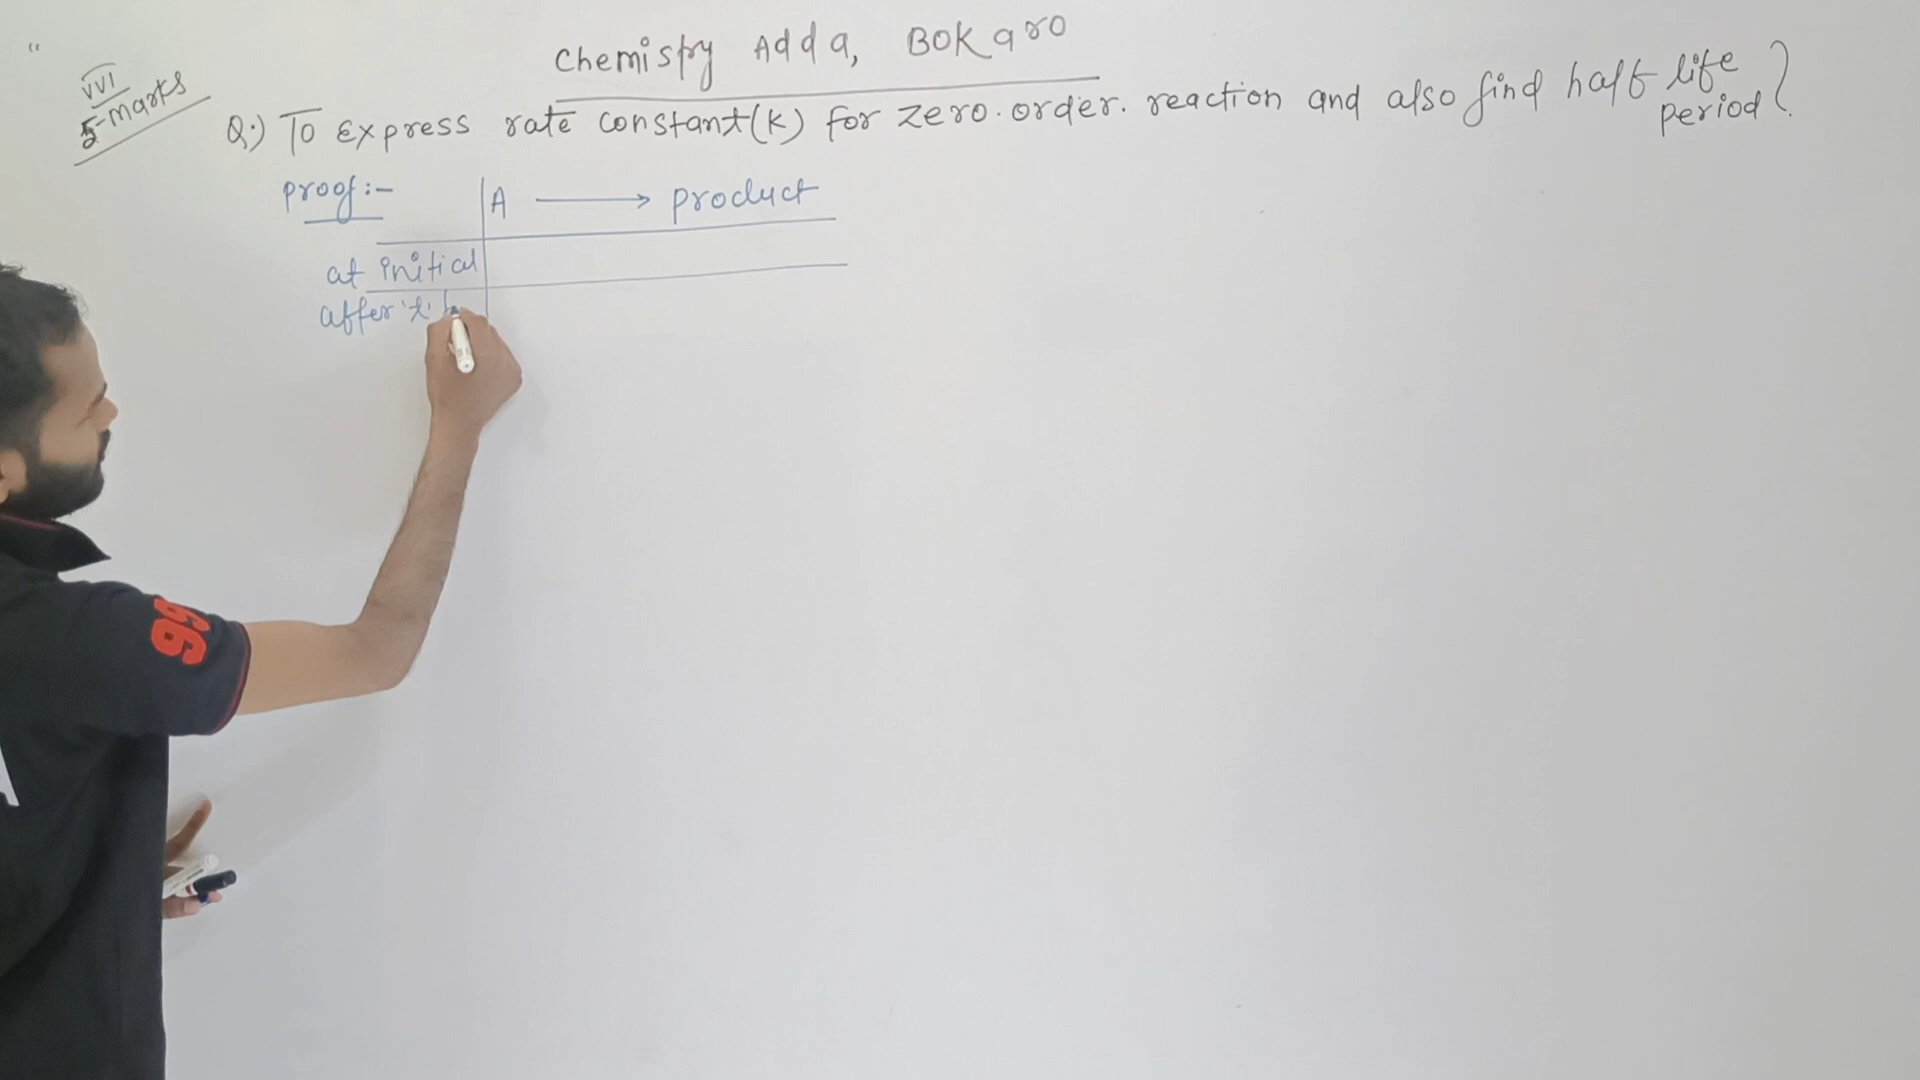 Chemistry Adda, BOKaro
VVI
5-marks
Q:) To Express rate constant(K) for zero.order. reaction and also find half life period?
proof:-
A → product
at initial
after 't'
99